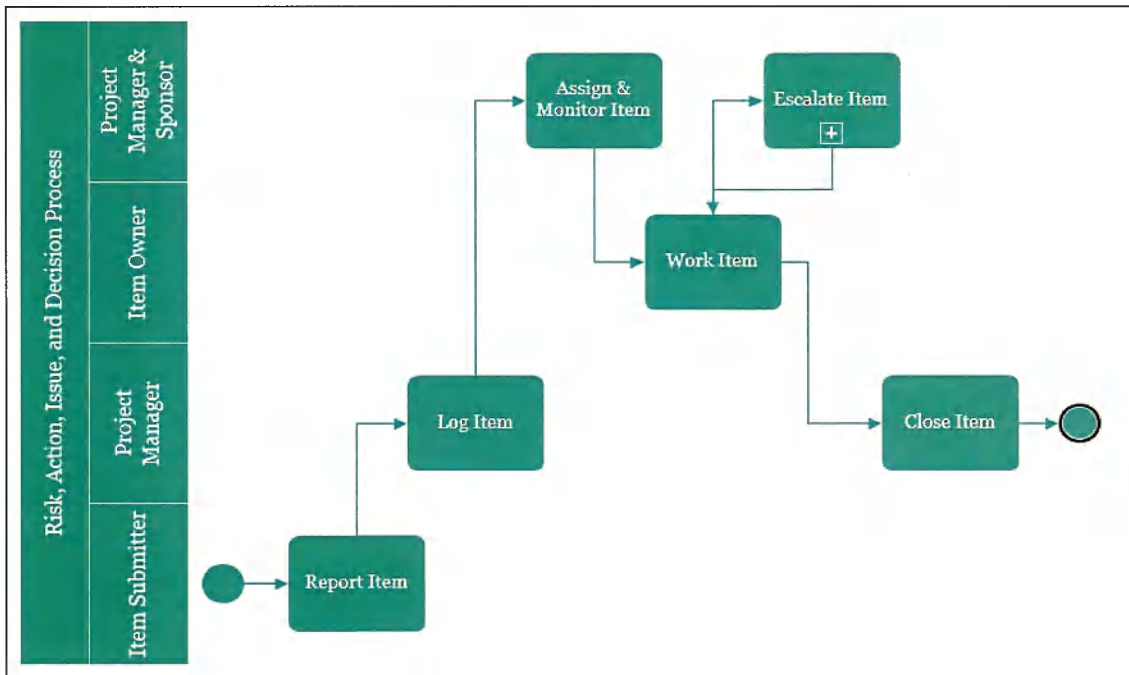 Risk, Action, Issue, and Decision Process
Project
Manager &
Sponsor
Item Owner
Project
Manager
Item Submitter
Assign &
Monitor Item
Escalate Item
+
Work Item
Log Item
Close Item
Report Item